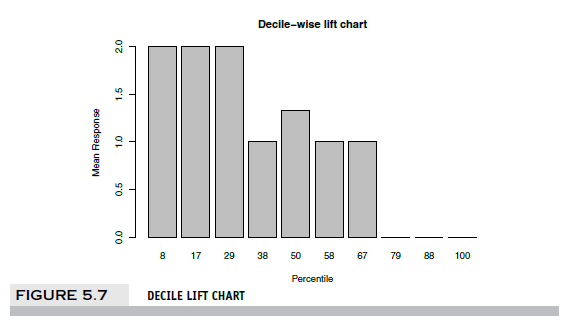 Decile–wise lift chart
2.0
1.5
1.0
0.5
0.0
Mean Response
8 17 29 38 50 58 67 79 88 100
Percentile
FIGURE 5.7 DECILE LIFT CHART